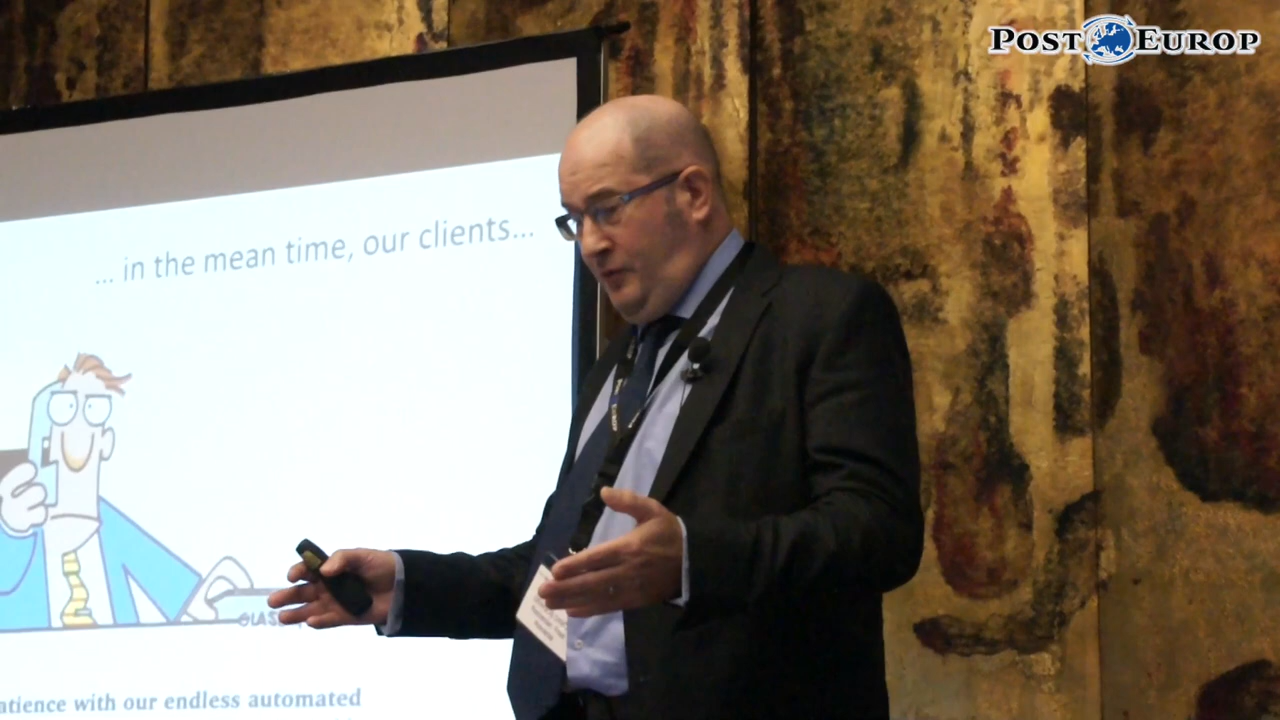 POST EUROP
... in the mean time, our clients...
atience with our endless automated